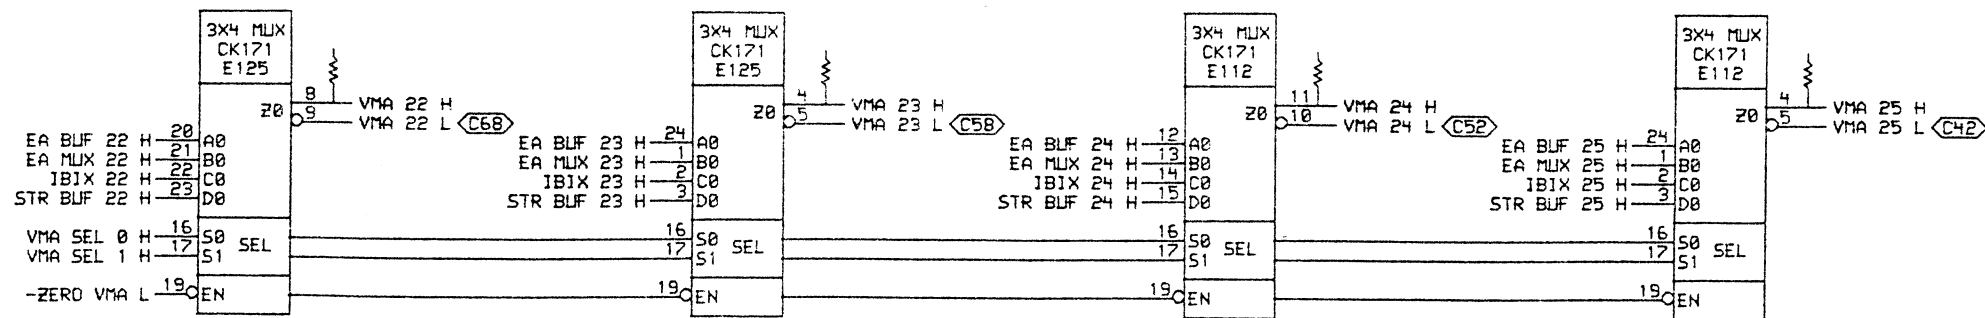 3X4 MUX
CK171
E125
Z0
8
9
VMA 22 H
VMA 22 L C68
EA BUF 22 H 20 A0
EA MUX 22 H 21 B0
IBIX 22 H 22 C0
STR BUF 22 H 23 D0
VMA SEL 0 H 16 S0
VMA SEL 1 H 17 S1
SEL
-ZERO VMA L 19 EN
3X4 MUX
CK171
E125
Z0
4
5
VMA 23 H
VMA 23 L C58
EA BUF 23 H 24 A0
EA MUX 23 H 1 B0
IBIX 23 H 2 C0
STR BUF 23 H 3 D0
16 S0
17 S1
SEL
19 EN
3X4 MUX
CK171
E112
Z0
11
10
VMA 24 H
VMA 24 L C52
EA BUF 24 H 12 A0
EA MUX 24 H 13 B0
IBIX 24 H 14 C0
STR BUF 24 H 15 D0
16 S0
17 S1
SEL
19 EN
3X4 MUX
CK171
E112
Z0
4
5
VMA 25 H
VMA 25 L C42
EA BUF 25 H 24 A0
EA MUX 25 H 1 B0
IBIX 25 H 2 C0
STR BUF 25 H 3 D0
16 S0
17 S1
SEL
19 EN